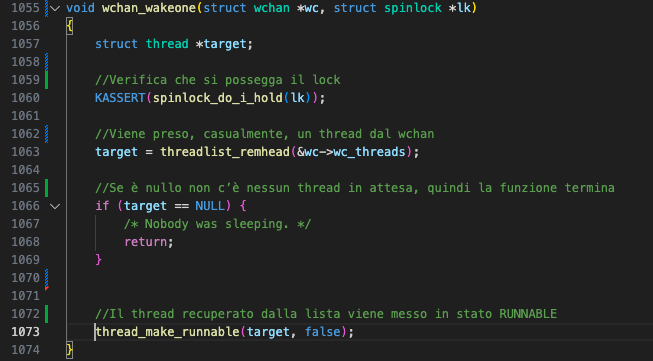 1055 void wchan_wakeone(struct wchan *wc, struct spinlock *lk)
1056 {
1057     struct thread *target;
1058
1059     //Verifica che si possegga il lock
1060     KASSERT(spinlock_do_i_hold(lk));
1061
1062     //Viene preso, casualmente, un thread dal wchan
1063     target = threadlist_remhead(&wc->wc_threads);
1064
1065     //Se è nullo non c’è nessun thread in attesa, quindi la funzione termina
1066     if (target == NULL) {
1067         /* Nobody was sleeping. */
1068         return;
1069     }
1070
1071
1072     //Il thread recuperato dalla lista viene messo in stato RUNNABLE
1073     thread_make_runnable(target, false);
1074 }